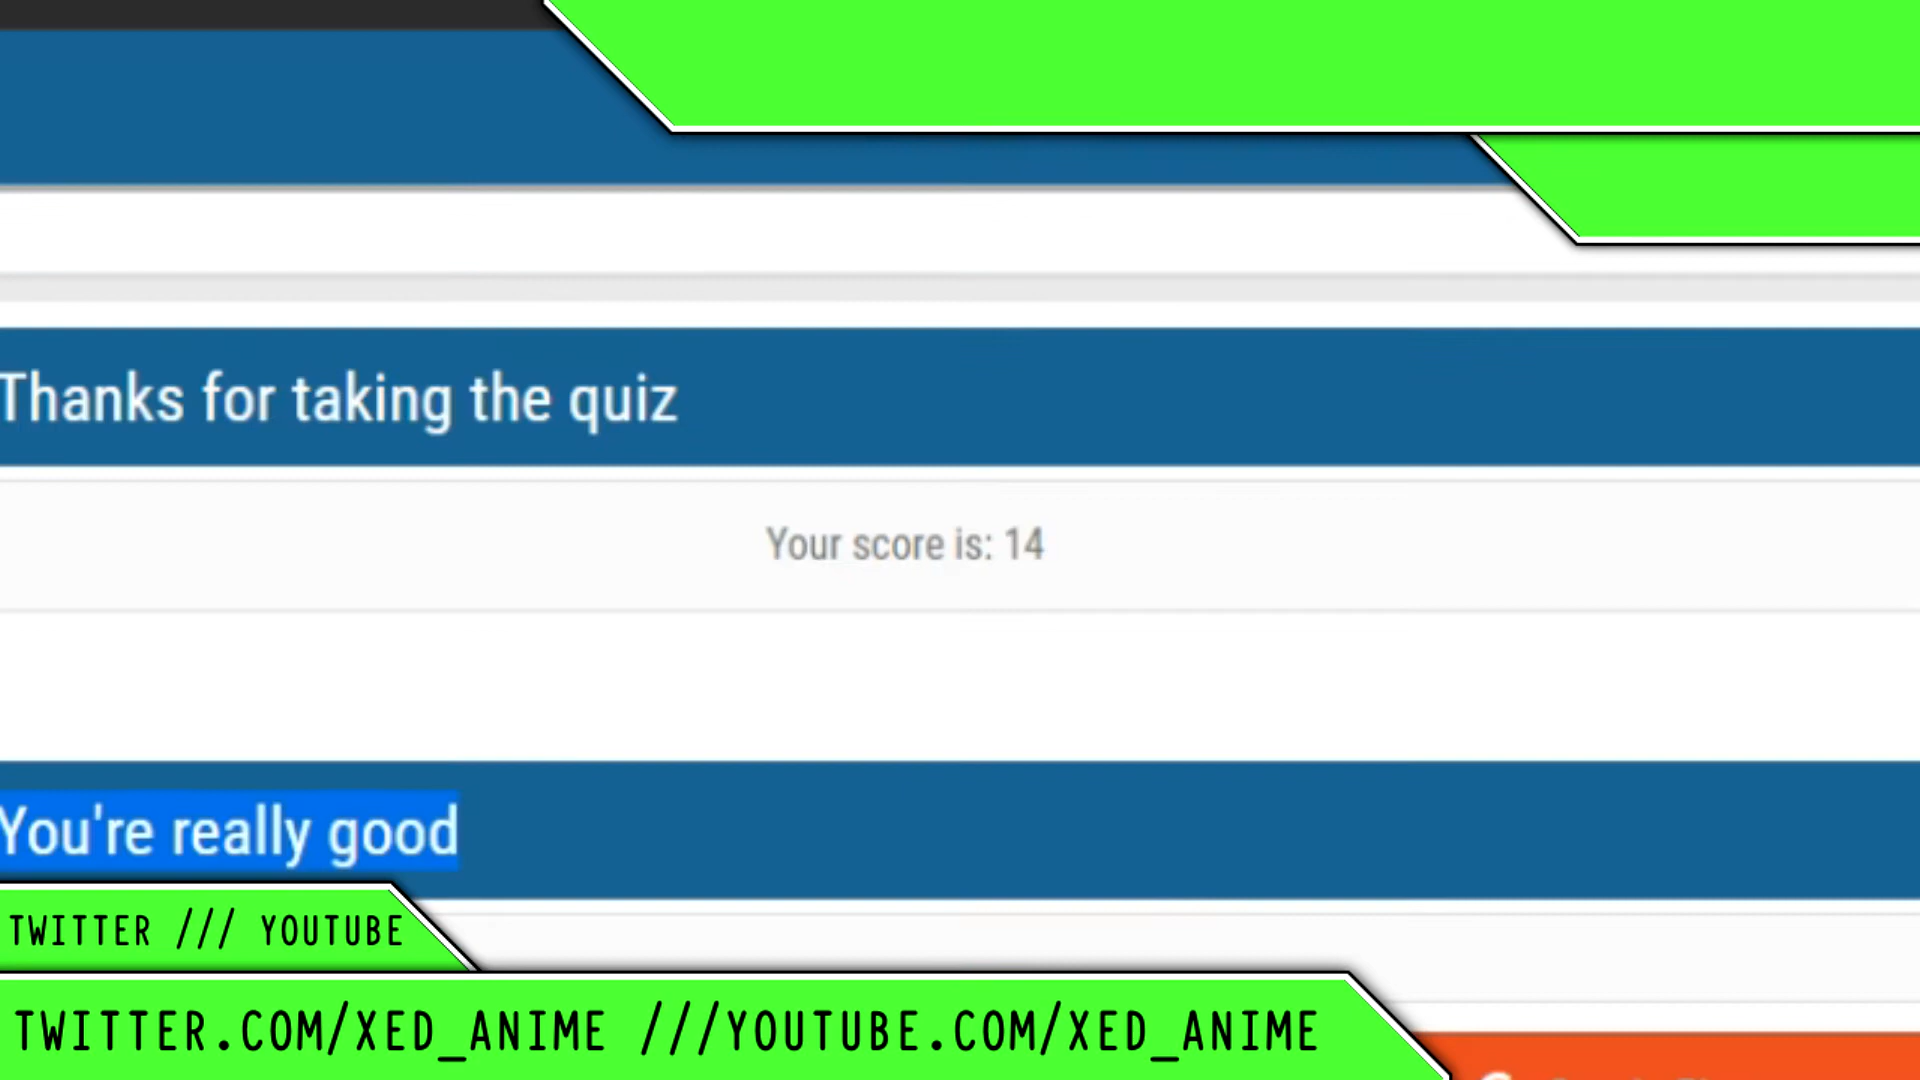 Thanks for taking the quiz
Your score is: 14
You're really good
TWITTER /// YOUTUBE
TWITTER.COM/XED_ANIME ///YOUTUBE.COM/XED_ANIME